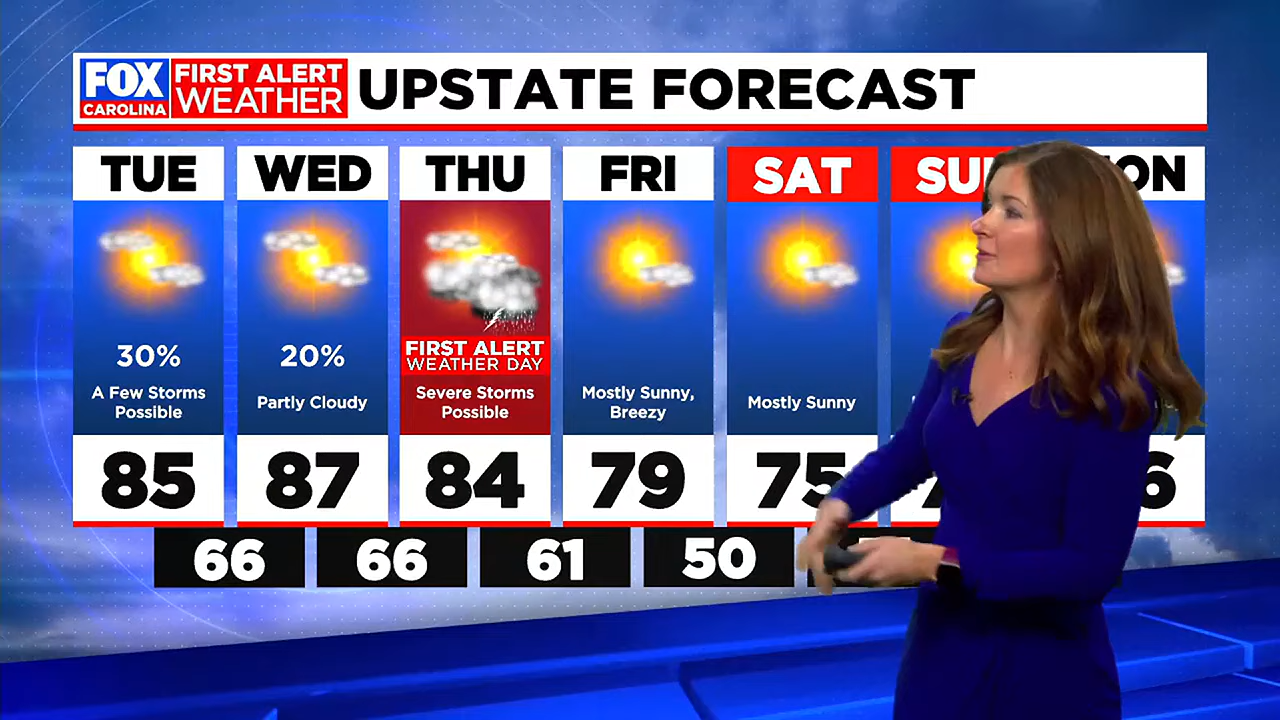 FOX
CAROLINA
FIRST ALERT
WEATHER
UPSTATE FORECAST
TUE
WED
THU
FRI
SAT
30%
20%
FIRST ALERT
WEATHER DAY
A Few Storms
Possible
Partly Cloudy
Severe Storms
Possible
Mostly Sunny,
Breezy
Mostly Sunny
85
87
84
79
75
66
66
61
50